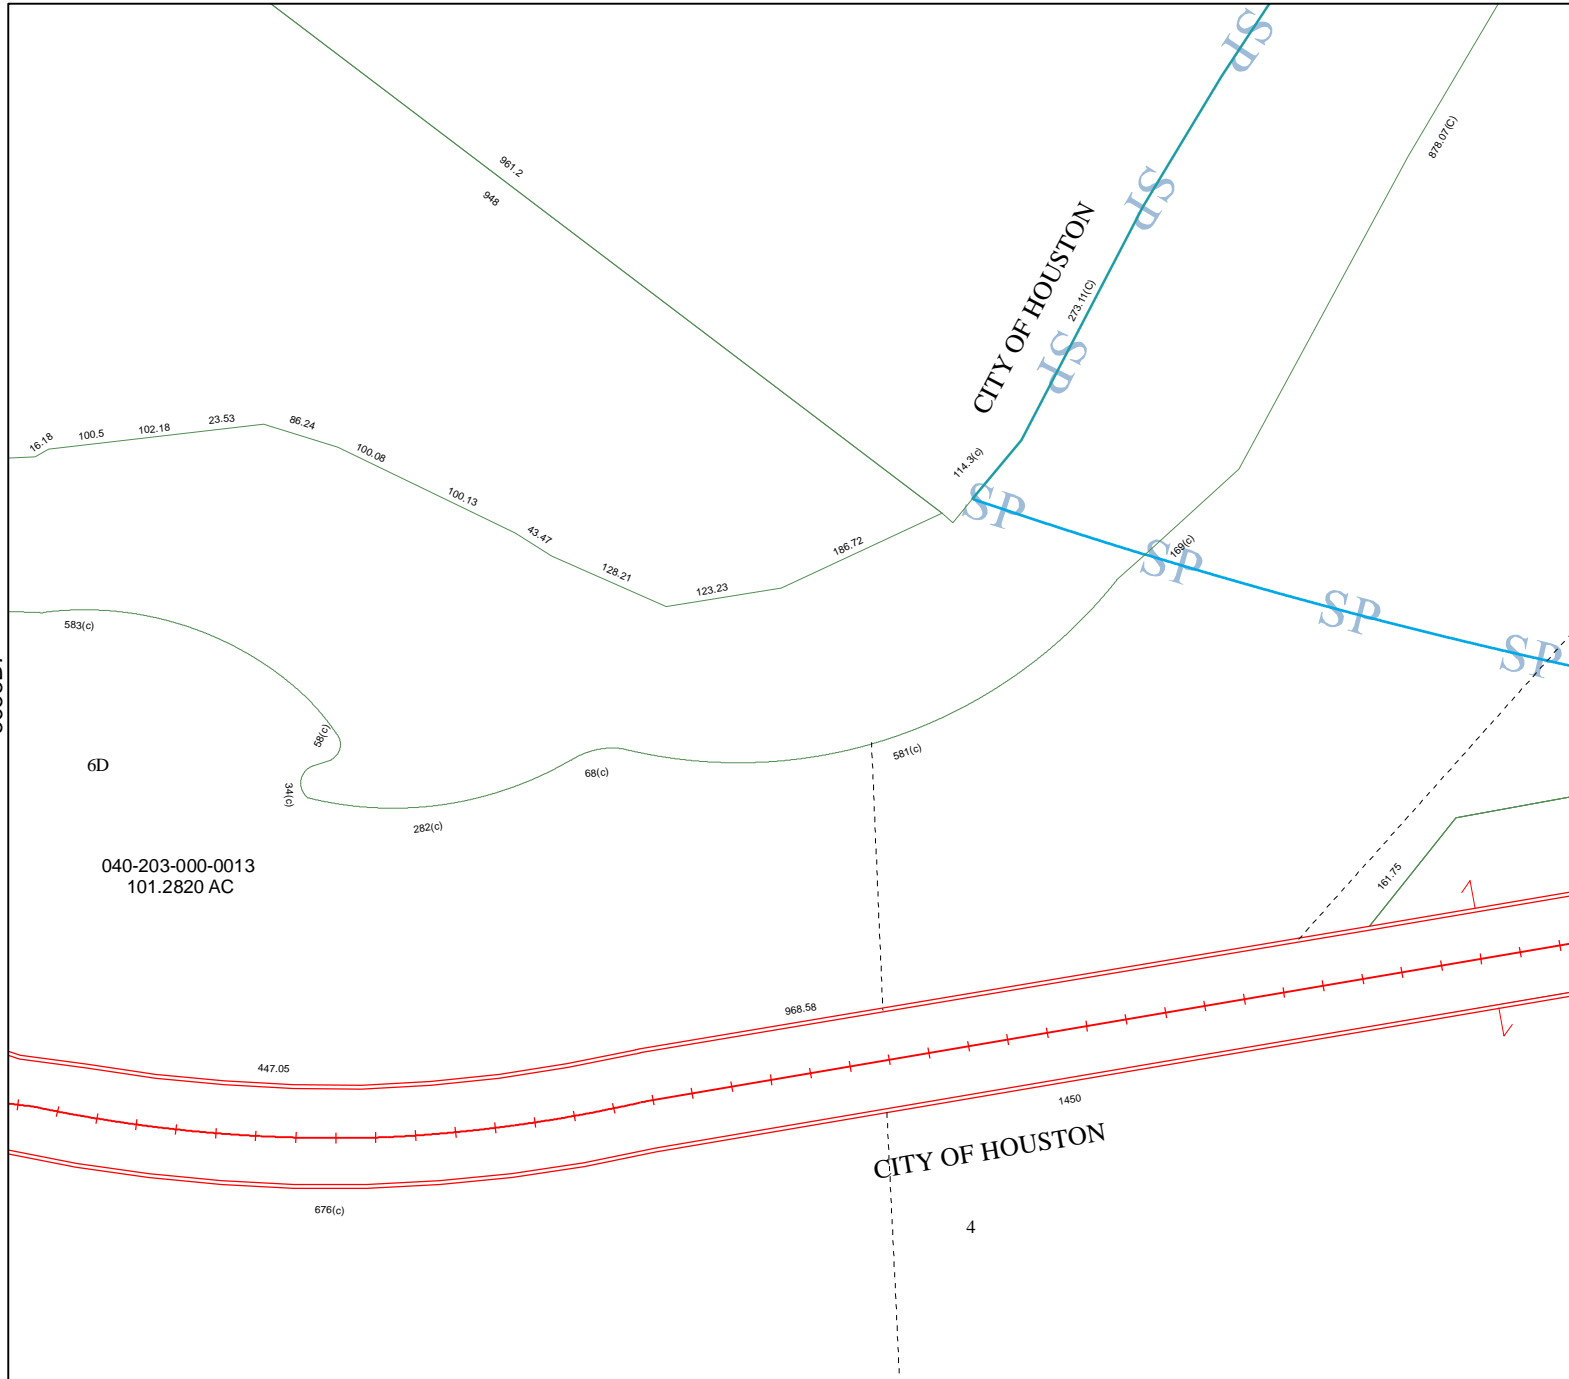 SP
878.07(C)
961.2
948
SP
CITY OF HOUSTON
273.11(C)
SP
16.18
100.5
102.18
23.53
86.24
100.08
114.3(c)
100.13
SP
43.47
186.72
169(c)
SP
128.21
123.23
SP
583(c)
SP
58(c)
581(c)
6D
68(c)
34(c)
282(c)
040-203-000-0013
101.2820 AC
161.75
968.58
447.05
1450
CITY OF HOUSTON
676(c)
4